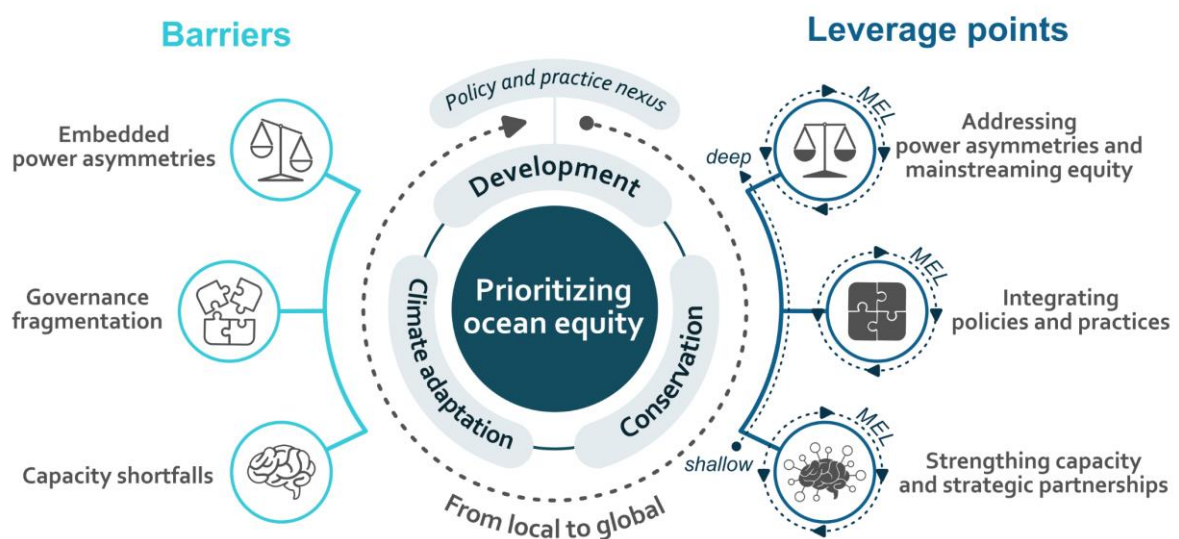 Barriers
Embedded
power asymmetries
Governance
fragmentation
Capacity shortfalls
Policy and practice nexus
Development
Climate adaptation
Conservation
Prioritizing
ocean equity
From local to global
Leverage points
deep
shallow
MEL
Addressing
power asymmetries and
mainstreaming equity
MEL
Integrating
policies and practices
MEL
Strengthing capacity
and strategic partnerships